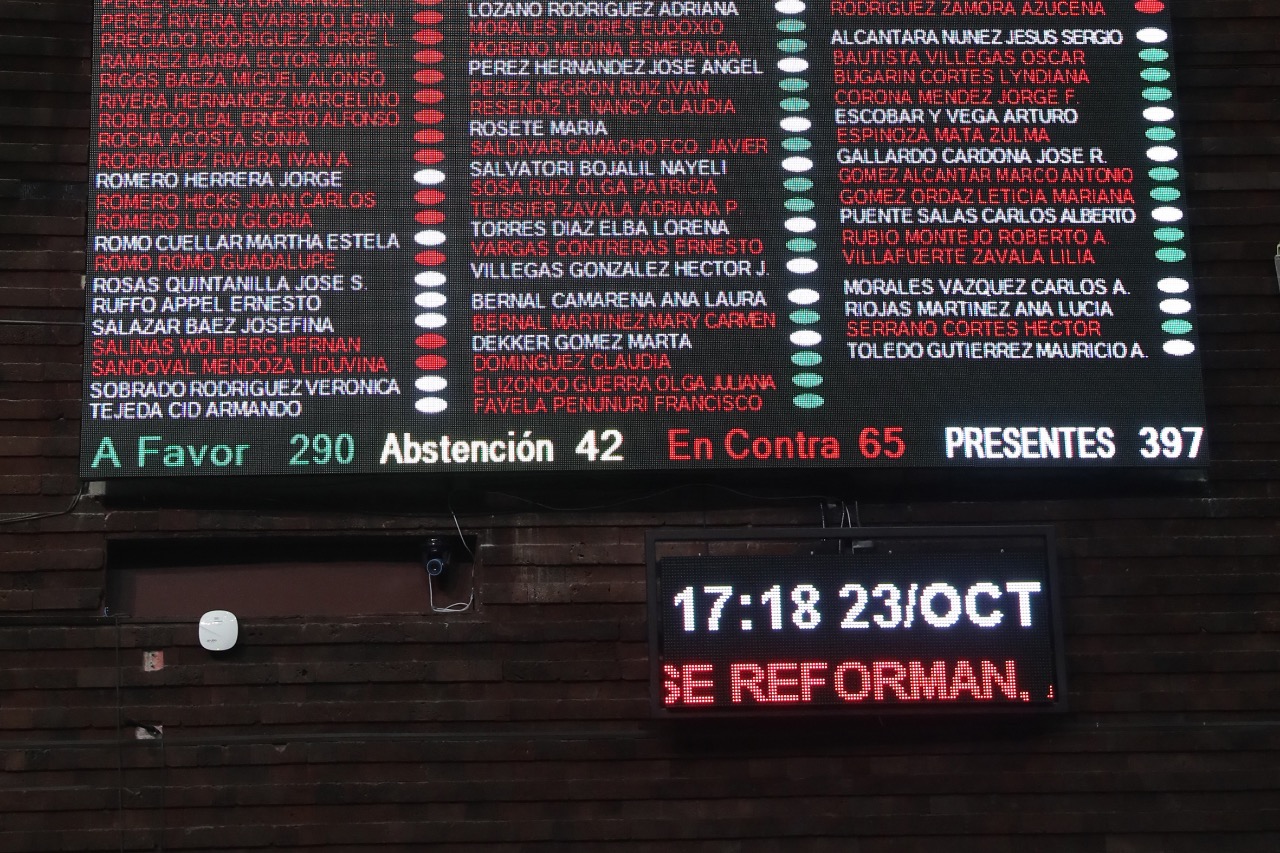 PEREZ DIAZ VICTOR MANUEL
PEREZ RIVERA EVARISTO LENIN
PRECIADO RODRIGUEZ JORGE L
RAMIREZ BARBA ECTOR JAIME
RIGGS BAEZA MIGUEL ALONSO
RIVERA HERNANDEZ MARCELINO
ROBLEDO LEAL ERNESTO ALFONSO
ROCHA ACOSTA SONIA
RODRIGUEZ RIVERA IVAN A
ROMERO HERRERA JORGE
ROMERO HICKS JUAN CARLOS
ROMERO LEON GLORIA
ROMO CUELLAR MARTHA ESTELA
ROMO ROMO GUADALUPE
ROSAS QUINTANILLA JOSE S.
RUFFO APPEL ERNESTO
SALAZAR BAEZ JOSEFINA
SALINAS WOLBERG HERNAN
SANDOVAL MENDOZA LIDUVINA
SOBRADO RODRIGUEZ VERONICA
TEJEDA CID ARMANDO
LOZANO RODRIGUEZ ADRIANA
MORALES FLORES EUDOXIO
MORENO MEDINA ESMERALDA
PEREZ HERNANDEZ JOSE ANGEL
PEREZ NEGRON RUIZ IVAN
RESENDIZ H. NANCY CLAUDIA
ROSETE MARIA
SALDIVAR CAMACHO FCO. JAVIER
SALVATORI BOJALIL NAYELI
SOSA RUIZ OLGA PATRICIA
TEISSIER ZAVALA ADRIANA P
TORRES DIAZ ELBA LORENA
VARGAS CONTRERAS ERNESTO
VILLEGAS GONZALEZ HECTOR J.
BERNAL CAMARENA ANA LAURA
BERNAL MARTINEZ MARY CARMEN
DEKKER GOMEZ MARTA
DOMINGUEZ CLAUDIA
ELIZONDO GUERRA OLGA JULIANA
FAVELA PENUNURI FRANCISCO
RODRIGUEZ ZAMORA AZUCENA
ALCANTARA NUNEZ JESUS SERGIO
BAUTISTA VILLEGAS OSCAR
BUGARIN CORTES LYNDIANA
CORONA MENDEZ JORGE F.
ESCOBAR Y VEGA ARTURO
ESPINOZA MATA ZULMA
GALLARDO CARDONA JOSE R.
GOMEZ ALCANTAR MARCO ANTONIO
GOMEZ ORDAZ LETICIA MARIANA
PUENTE SALAS CARLOS ALBERTO
RUBIO MONTEJO ROBERTO A.
VILLAFUERTE ZAVALA LILIA
MORALES VAZQUEZ CARLOS A.
RIOJAS MARTINEZ ANA LUCIA
SERRANO CORTES HECTOR
TOLEDO GUTIERREZ MAURICIO A.
A Favor 290 Abstención 42 En Contra 65 PRESENTES 397
17:18 23/OCT
SE REFORMAN.